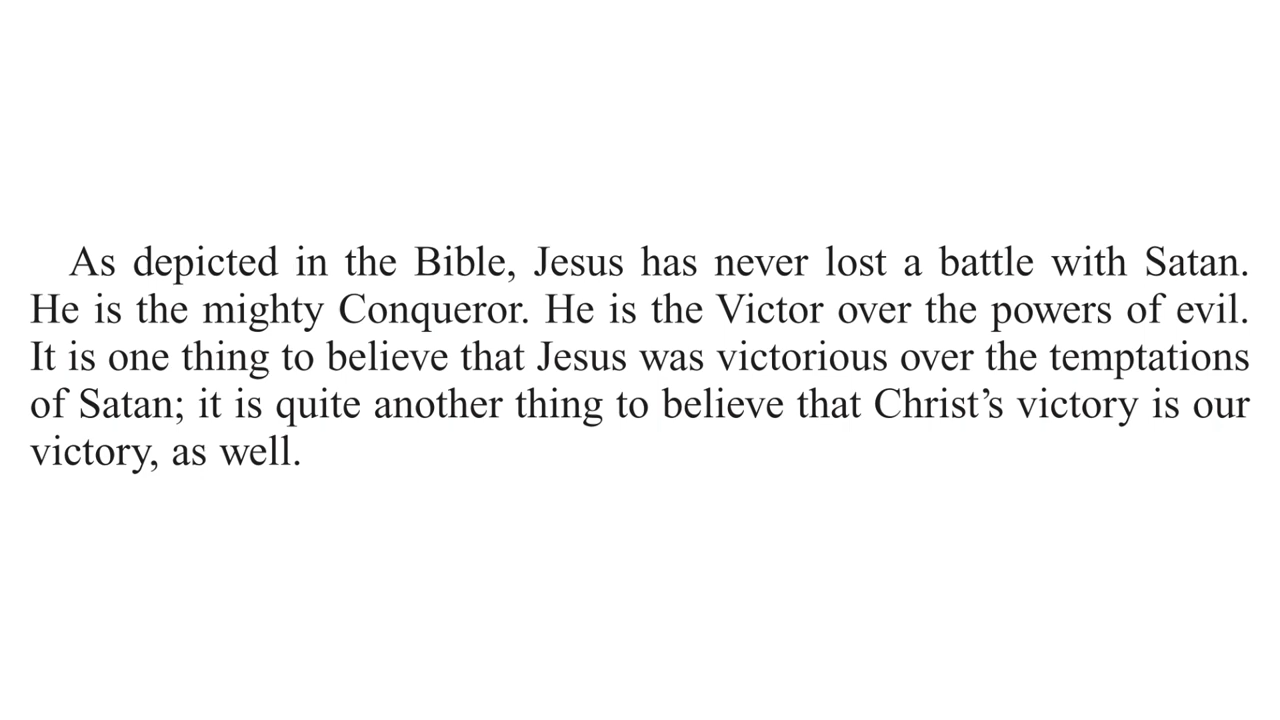 As depicted in the Bible, Jesus has never lost a battle with Satan.
He is the mighty Conqueror. He is the Victor over the powers of evil.
It is one thing to believe that Jesus was victorious over the temptations
of Satan; it is quite another thing to believe that Christ’s victory is our
victory, as well.